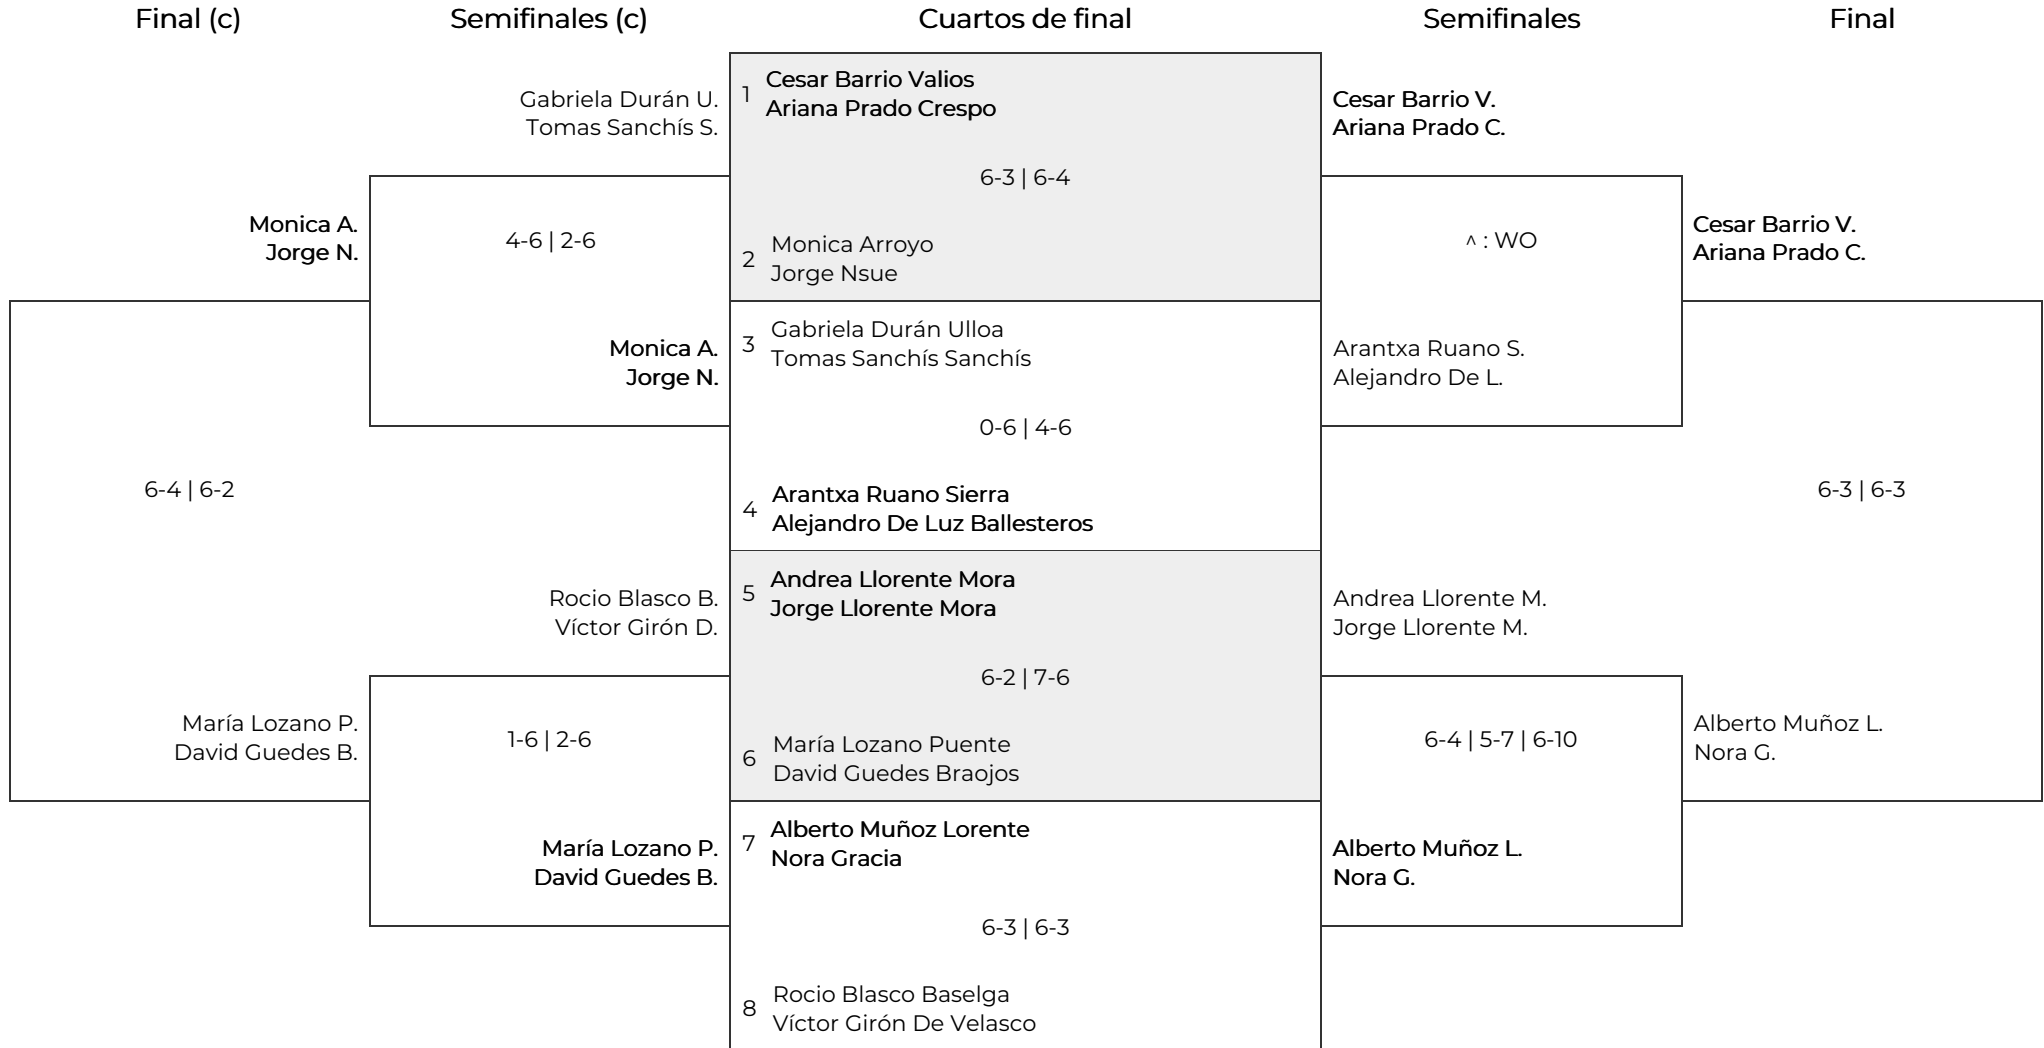 Final (c)
Semifinales (c)
Cuartos de final
Semifinales
Final
Monica A.
Jorge N.
6-4 | 6-2
María Lozano P.
David Guedes B.
Gabriela Durán U.
Tomas Sanchís S.
4-6 | 2-6
Monica A.
Jorge N.
Rocio Blasco B.
Víctor Girón D.
1-6 | 2-6
María Lozano P.
David Guedes B.
1 Cesar Barrio Valios
Ariana Prado Crespo
6-3 | 6-4
2 Monica Arroyo
Jorge Nsue
3 Gabriela Durán Ulloa
Tomas Sanchís Sanchís
0-6 | 4-6
4 Arantxa Ruano Sierra
Alejandro De Luz Ballesteros
5 Andrea Llorente Mora
Jorge Llorente Mora
6-2 | 7-6
6 María Lozano Puente
David Guedes Braojos
7 Alberto Muñoz Lorente
Nora Gracia
6-3 | 6-3
8 Rocio Blasco Baselga
Víctor Girón De Velasco
Cesar Barrio V.
Ariana Prado C.
^ : WO
Arantxa Ruano S.
Alejandro De L.
Andrea Llorente M.
Jorge Llorente M.
6-4 | 5-7 | 6-10
Alberto Muñoz L.
Nora G.
Cesar Barrio V.
Ariana Prado C.
6-3 | 6-3
Alberto Muñoz L.
Nora G.